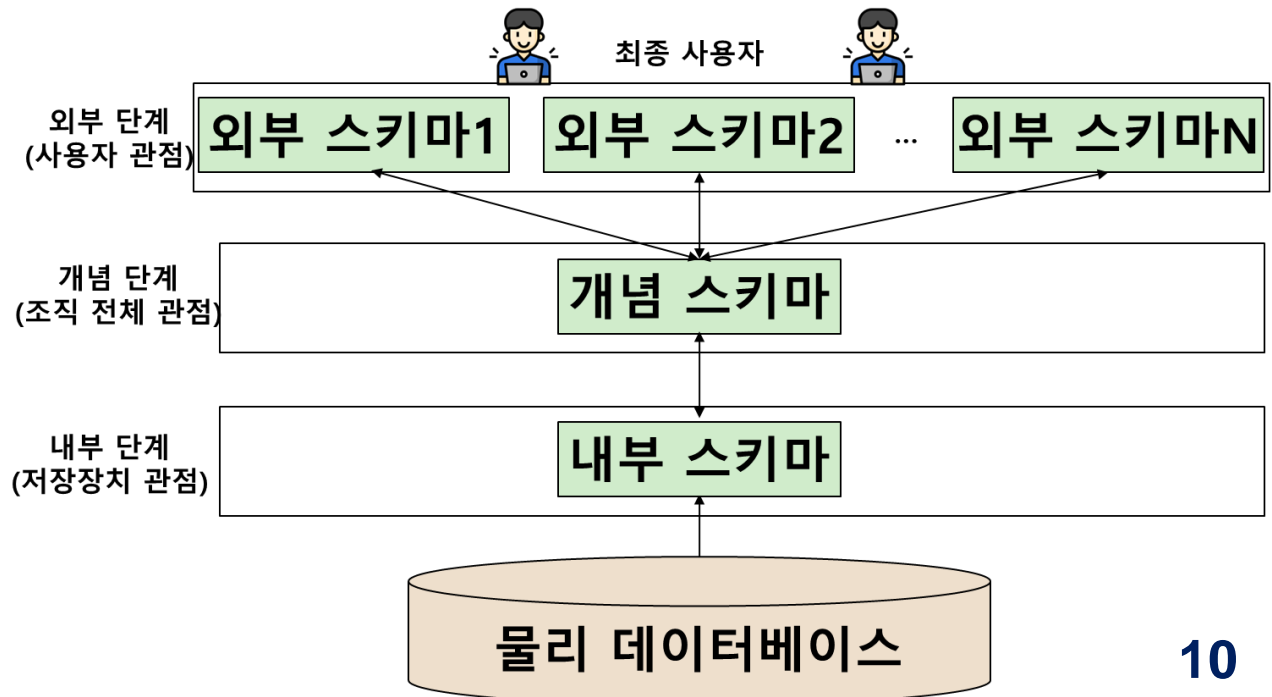 최종 사용자
외부 단계
(사용자 관점)
외부 스키마1
외부 스키마2
...
외부 스키마N
개념 단계
(조직 전체 관점)
개념 스키마
내부 단계
(저장장치 관점)
내부 스키마
물리 데이터베이스
10